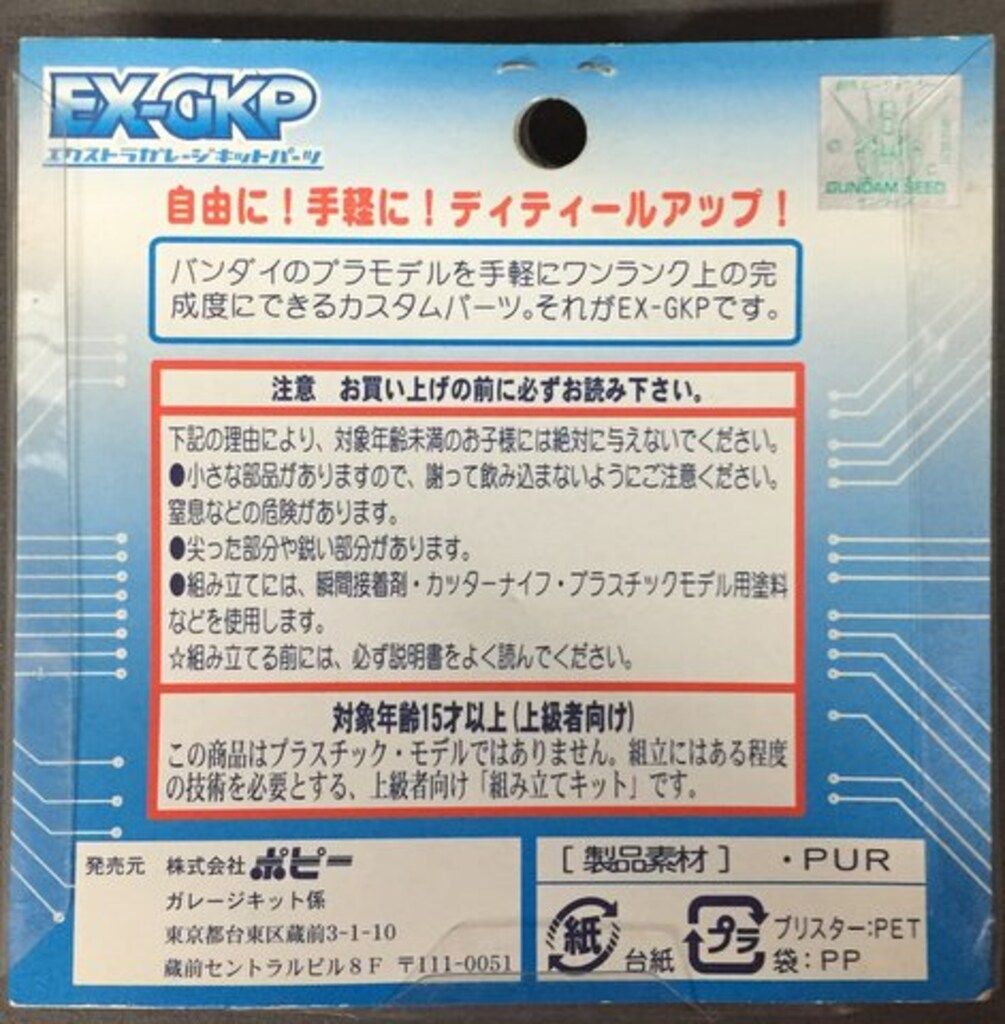 EX-GKP
エクストラガレージキットパーツ
GUNDAM SEED
自由に！手軽に！ディティールアップ！
バンダイのプラモデルを手軽にワンランク上の完
成度にできるカスタムパーツ。それがEX-GKPです。
注意　お買い上げの前に必ずお読み下さい。
下記の理由により、対象年齢未満のお子様には絶対に与えないでください。
●小さな部品がありますので、謝って飲み込まないようにご注意ください。
窒息などの危険があります。
●尖った部分や鋭い部分があります。
●組み立てには、瞬間接着剤・カッターナイフ・プラスチックモデル用塗料
などを使用します。
☆組み立てる前には、必ず説明書をよく読んでください。
対象年齢15才以上(上級者向け)
この商品はプラスチック・モデルではありません。組立にはある程度
の技術を必要とする、上級者向け「組み立てキット」です。
発売元　株式会社ポピー
ガレージキット係
東京都台東区蔵前3-1-10
蔵前セントラルビル８Ｆ 〒111-0051
[製品素材]　・PUR
紙 台紙
プラ ブリスター:PET
袋:PP